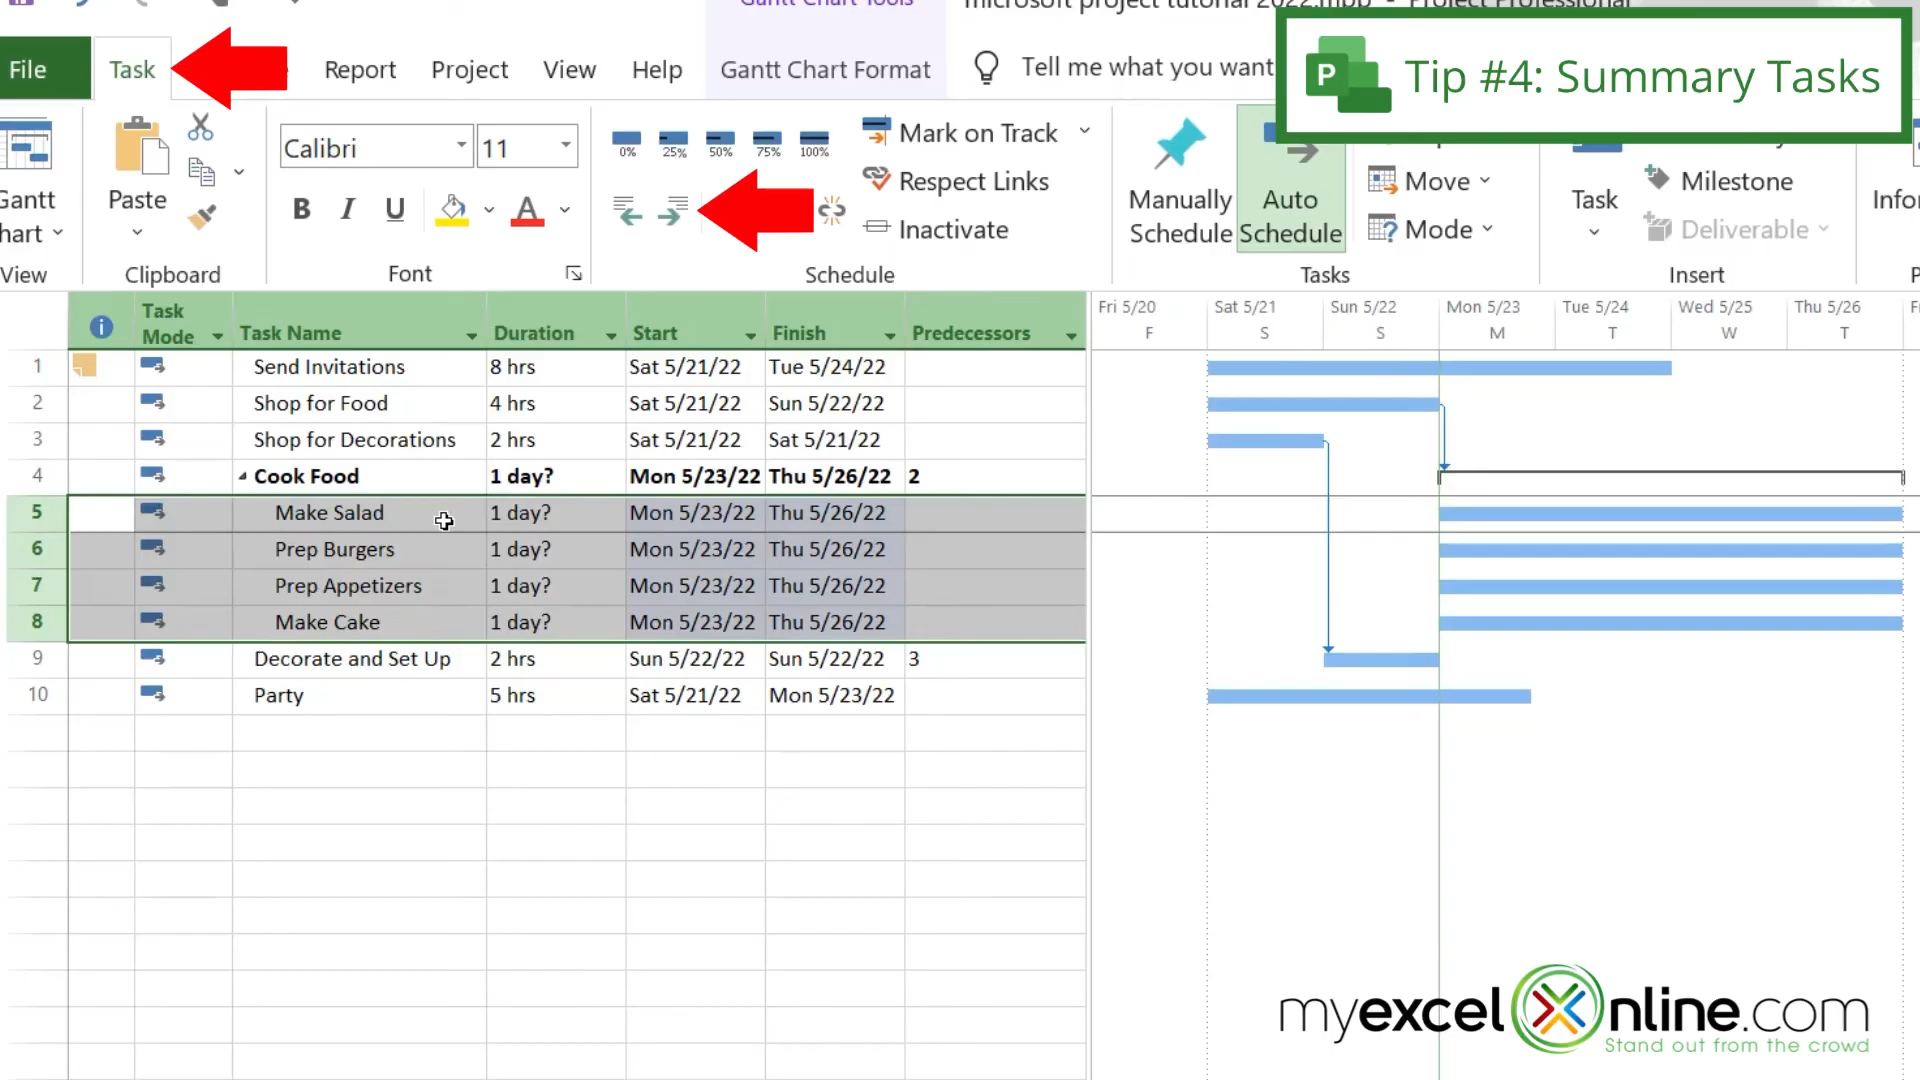 Gantt Chart Tools
microsoft project tutorial 2022.mpp - Project Professional
File Task Report Project View Help Gantt Chart Format Tell me what you want
Tip #4: Summary Tasks
Calibri 11
0% 25% 50% 75% 100%
Mark on Track
Respect Links
Inactivate
Paste
B I U A
Manually
Schedule
Auto
Schedule
Move
Mode
Task
Milestone
Deliverable
View Clipboard Font Schedule Tasks Insert
Task Mode Task Name Duration Start Finish Predecessors
Fri 5/20 Sat 5/21 Sun 5/22 Mon 5/23 Tue 5/24 Wed 5/25 Thu 5/26
F S S M T W T
1 Send Invitations 8 hrs Sat 5/21/22 Tue 5/24/22
2 Shop for Food 4 hrs Sat 5/21/22 Sun 5/22/22
3 Shop for Decorations 2 hrs Sat 5/21/22 Sat 5/21/22
4 Cook Food 1 day? Mon 5/23/22 Thu 5/26/22 2
5 Make Salad 1 day? Mon 5/23/22 Thu 5/26/22
6 Prep Burgers 1 day? Mon 5/23/22 Thu 5/26/22
7 Prep Appetizers 1 day? Mon 5/23/22 Thu 5/26/22
8 Make Cake 1 day? Mon 5/23/22 Thu 5/26/22
9 Decorate and Set Up 2 hrs Sun 5/22/22 Sun 5/22/22 3
10 Party 5 hrs Sat 5/21/22 Mon 5/23/22
myexcelonline.com
Stand out from the crowd